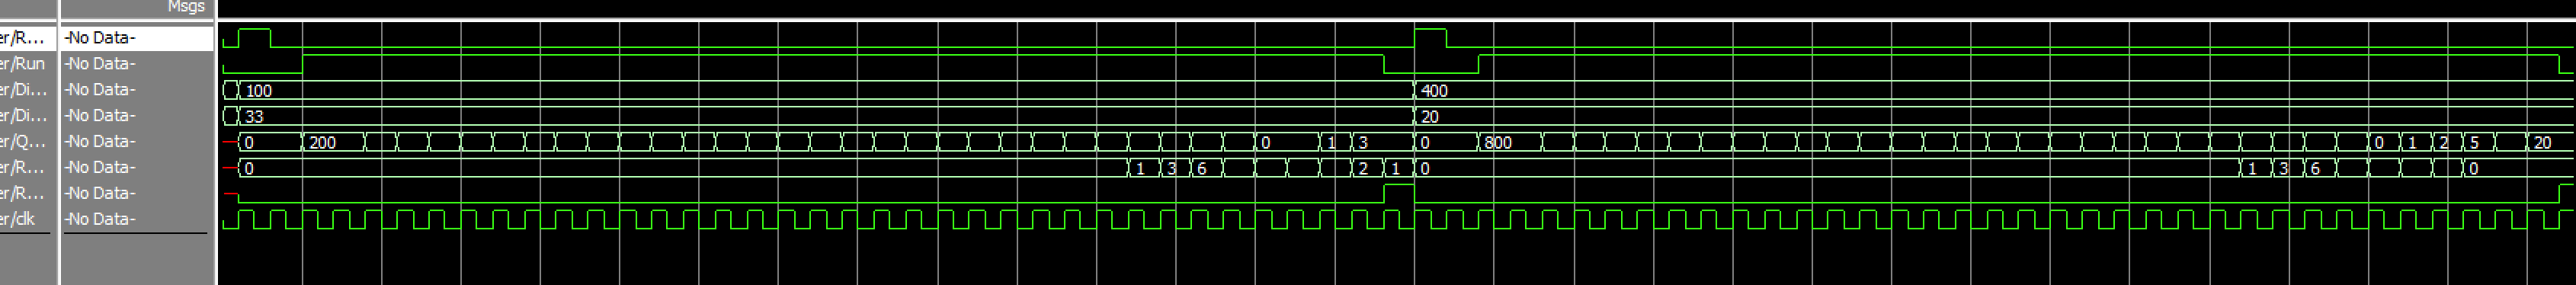 Msgs
er/R... -No Data-
er/Run -No Data-
er/Di... -No Data- 100 400
er/Di... -No Data- 33 20
er/Q... -No Data- 0 200 0 1 3 0 800 0 1 2 5 20
er/R... -No Data- 0 1 3 6 2 1 0 1 3 6 0
er/R... -No Data-
er/clk -No Data-